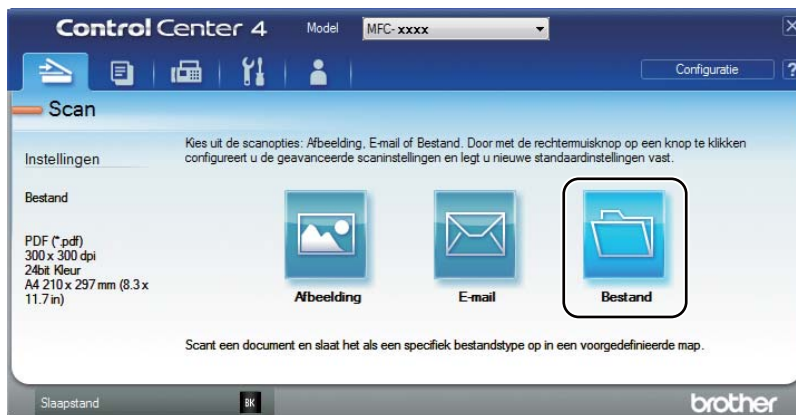 Control Center 4 Model MFC-xxxx
Configuratie ?
Scan
Kies uit de scanopties: Afbeelding, E-mail of Bestand. Door met de rechtermuisknop op een knop te klikken
configureert u de geavanceerde scaninstellingen en legt u nieuwe standaardinstellingen vast.
Instellingen
Bestand
PDF (*.pdf)
300 x 300 dpi
24bit Kleur
A4 210 x 297 mm (8.3 x
11.7 in)
Afbeelding E-mail Bestand
Scant een document en slaat het als een specifiek bestandstype op in een voorgedefinieerde map.
Slaapstand BK brother